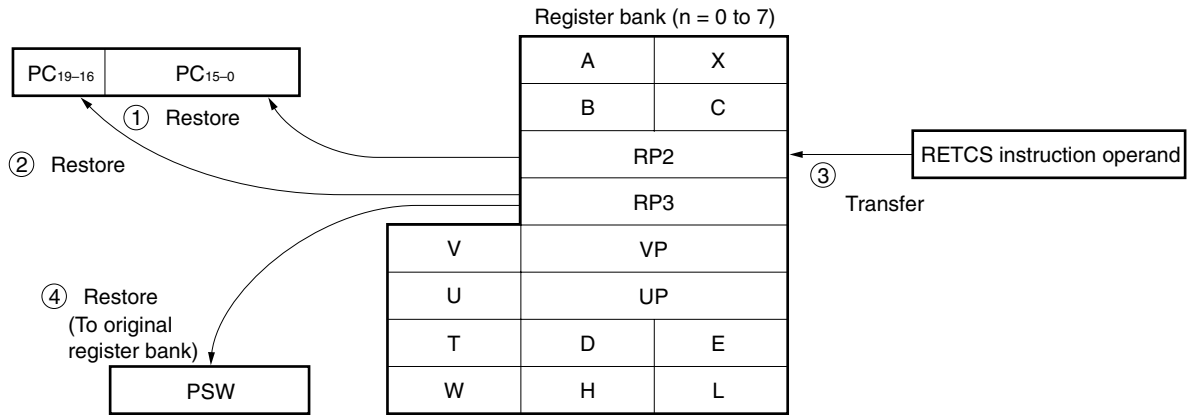 Register bank (n = 0 to 7)
PC19–16 PC15–0
A X
B C
① Restore
② Restore
RP2
RETCS instruction operand
③
Transfer
RP3
V VP
U UP
④ Restore
(To original
register bank)
T D E
W H L
PSW